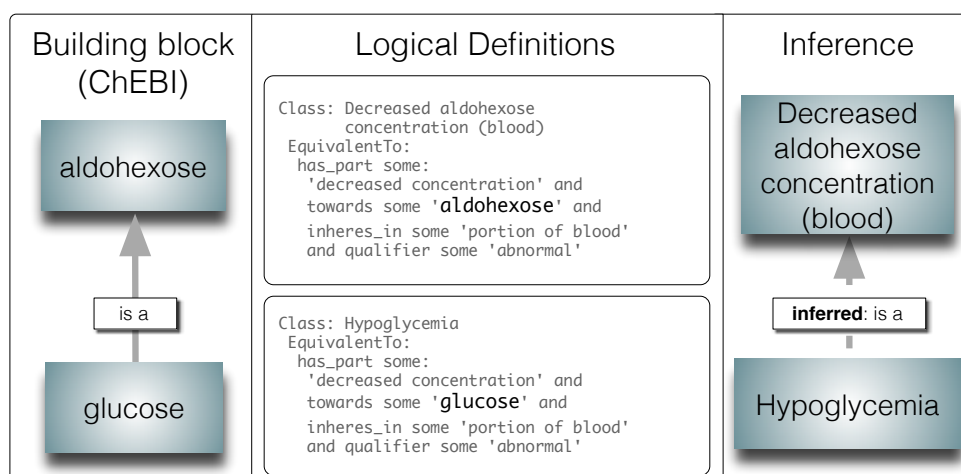 Building block
(ChEBI)
aldohexose
is a
glucose
Logical Definitions
Class: Decreased aldohexose
concentration (blood)
EquivalentTo:
has_part some:
'decreased concentration' and
towards some 'aldohexose' and
inheres_in some 'portion of blood'
and qualifier some 'abnormal'
Class: Hypoglycemia
EquivalentTo:
has_part some:
'decreased concentration' and
towards some 'glucose' and
inheres_in some 'portion of blood'
and qualifier some 'abnormal'
Inference
Decreased
aldohexose
concentration
(blood)
inferred: is a
Hypoglycemia